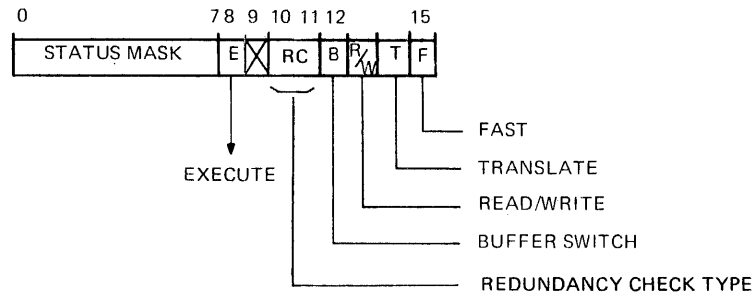 0 7 8 9 10 11 12 15
STATUS MASK E RC B R/W T F
FAST
TRANSLATE
EXECUTE
READ/WRITE
BUFFER SWITCH
REDUNDANCY CHECK TYPE